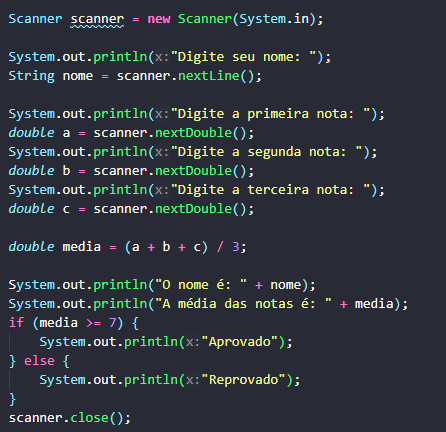 Scanner scanner = new Scanner(System.in);
System.out.println(x:"Digite seu nome: ");
String nome = scanner.nextLine();
System.out.println(x:"Digite a primeira nota: ");
double a = scanner.nextDouble();
System.out.println(x:"Digite a segunda nota: ");
double b = scanner.nextDouble();
System.out.println(x:"Digite a terceira nota: ");
double c = scanner.nextDouble();
double media = (a + b + c) / 3;
System.out.println("O nome é: " + nome);
System.out.println("A média das notas é: " + media);
if (media >= 7) {
    System.out.println(x:"Aprovado");
} else {
    System.out.println(x:"Reprovado");
}
scanner.close();